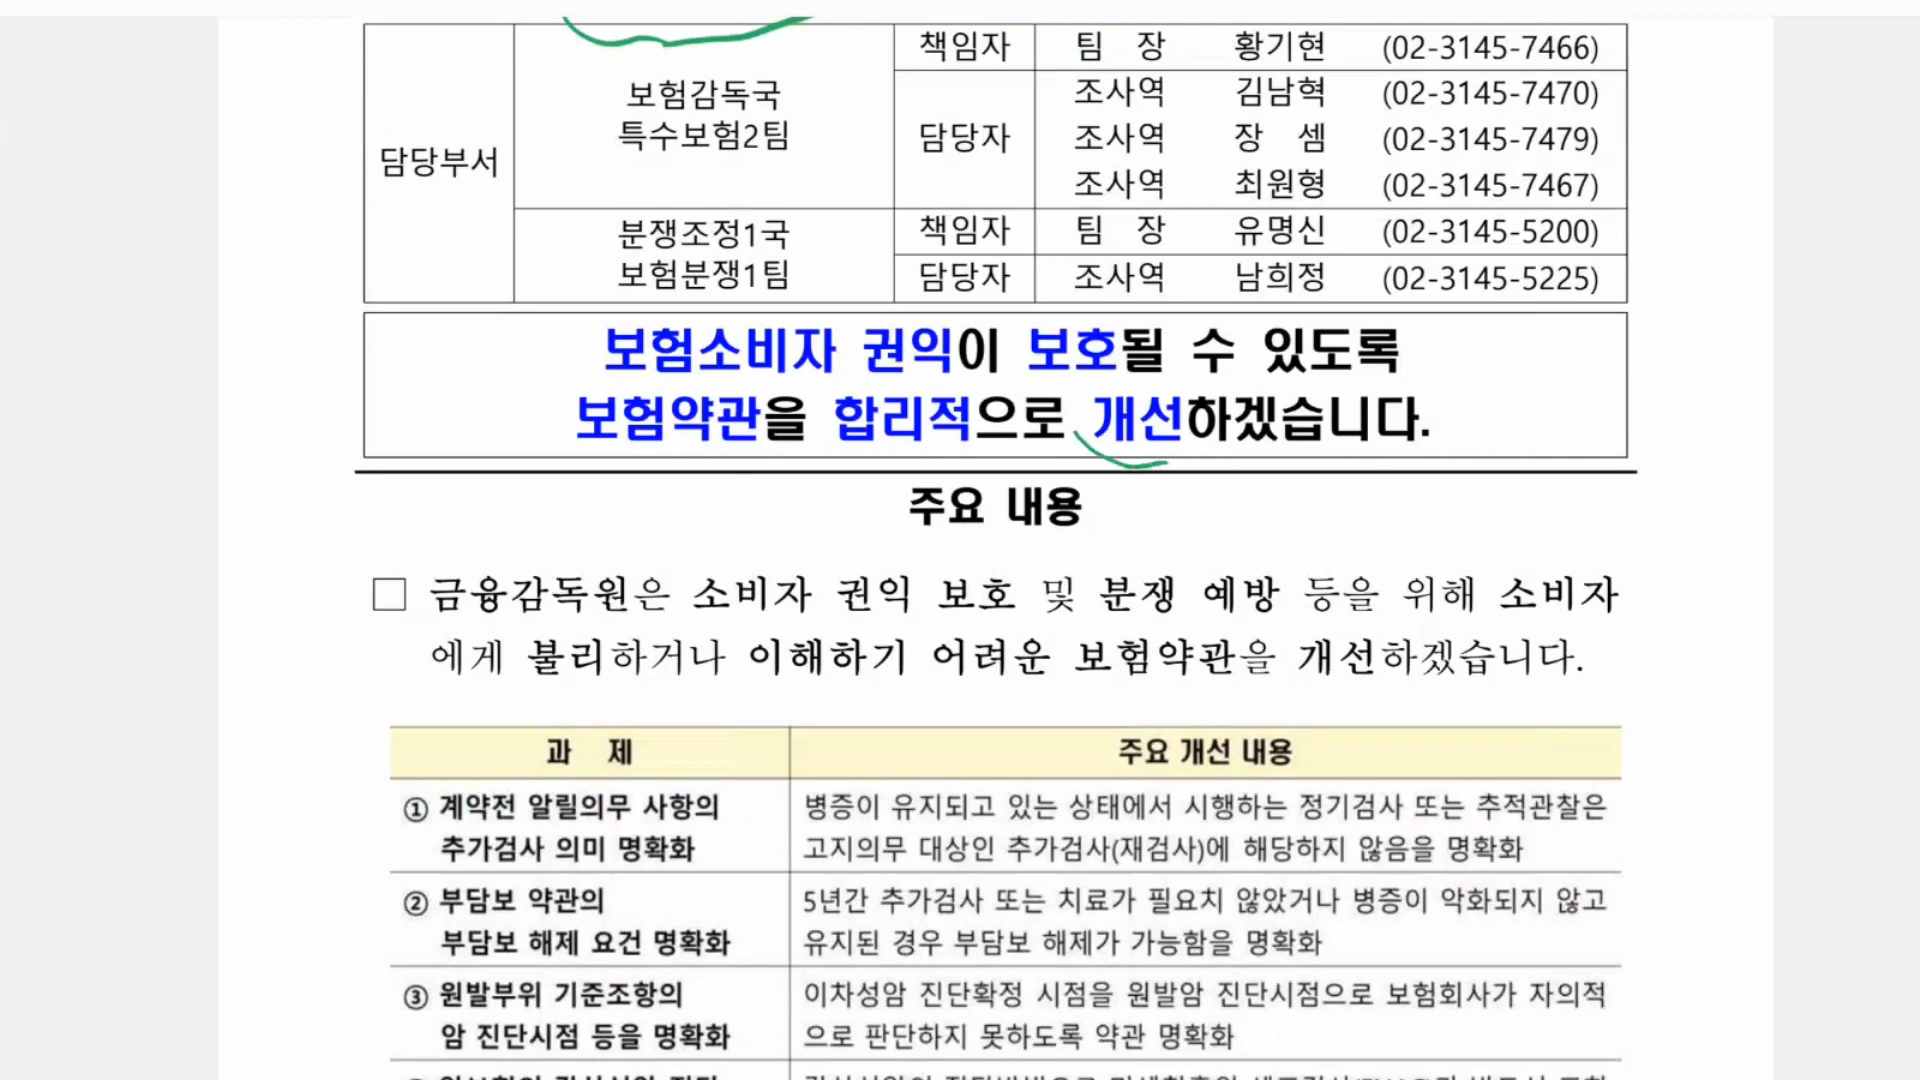 담당부서
보험감독국
특수보험2팀
책임자 팀 장 황기현 (02-3145-7466)
담당자
조사역 김남혁 (02-3145-7470)
조사역 장 셈 (02-3145-7479)
조사역 최원형 (02-3145-7467)
분쟁조정1국
보험분쟁1팀
책임자 팀 장 유명신 (02-3145-5200)
담당자 조사역 남희정 (02-3145-5225)
보험소비자 권익이 보호될 수 있도록
보험약관을 합리적으로 개선하겠습니다.
주요 내용
□ 금융감독원은 소비자 권익 보호 및 분쟁 예방 등을 위해 소비자
에게 불리하거나 이해하기 어려운 보험약관을 개선하겠습니다.
과 제 주요 개선 내용
① 계약전 알릴의무 사항의
추가검사 의미 명확화
병증이 유지되고 있는 상태에서 시행하는 정기검사 또는 추적관찰은
고지의무 대상인 추가검사(재검사)에 해당하지 않음을 명확화
② 부담보 약관의
부담보 해제 요건 명확화
5년간 추가검사 또는 치료가 필요치 않았거나 병증이 악화되지 않고
유지된 경우 부담보 해제가 가능함을 명확화
③ 원발부위 기준조항의
암 진단시점 등을 명확화
이차성암 진단확정 시점을 원발암 진단시점으로 보험회사가 자의적
으로 판단하지 못하도록 약관 명확화